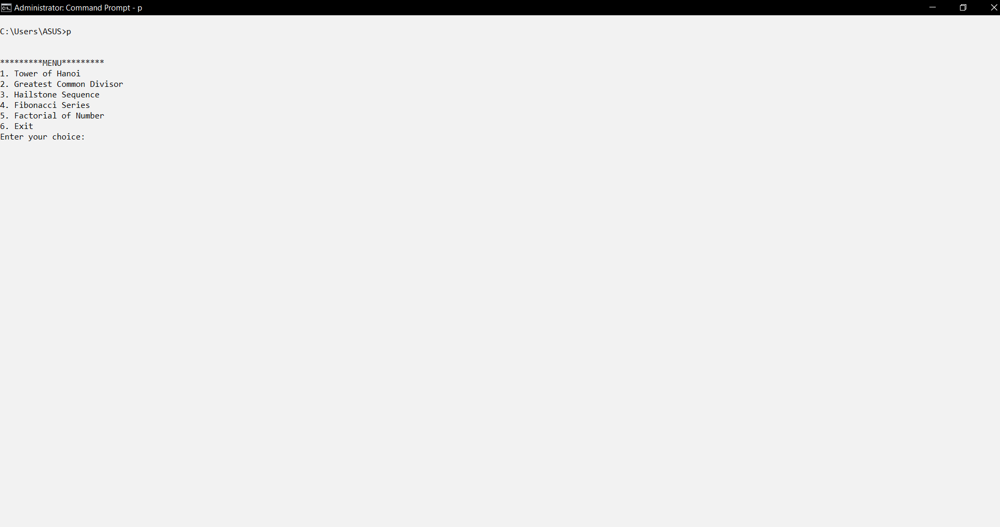 Administrator: Command Prompt - p
C:\Users\ASUS>p
*********MENU*********
1. Tower of Hanoi
2. Greatest Common Divisor
3. Hailstone Sequence
4. Fibonacci Series
5. Factorial of Number
6. Exit
Enter your choice: